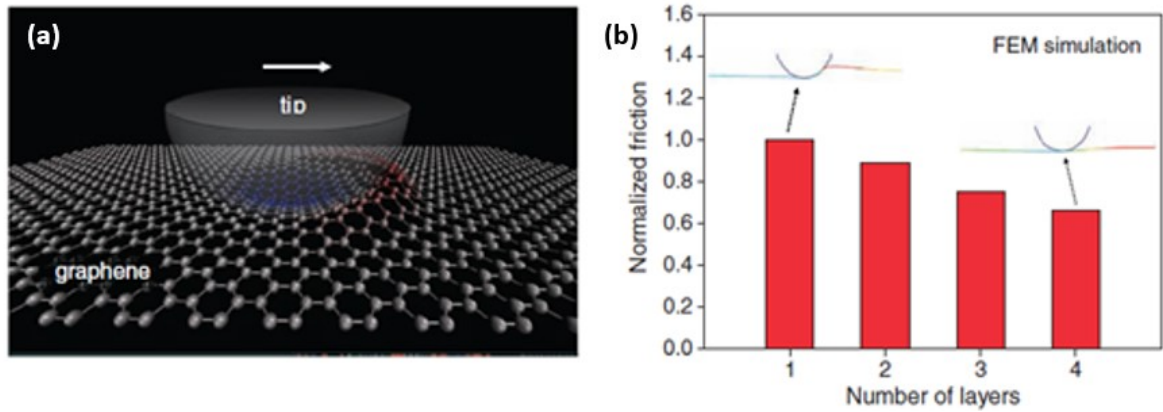 (a)
tip
graphene
(b)
FEM simulation
Normalized friction
1.6
1.4
1.2
1.0
0.8
0.6
0.4
0.2
0.0
1 2 3 4
Number of layers